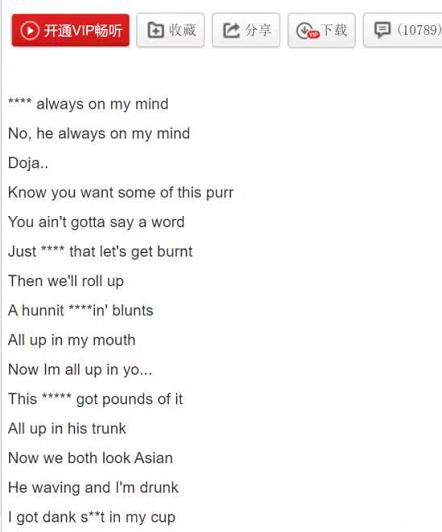 开通VIP畅听 收藏 分享 VIP 下载 (10789)
**** always on my mind
No, he always on my mind
Doja..
Know you want some of this purr
You ain't gotta say a word
Just **** that let's get burnt
Then we'll roll up
A hunnit ****in' blunts
All up in my mouth
Now Im all up in yo...
This ***** got pounds of it
All up in his trunk
Now we both look Asian
He waving and I'm drunk
I got dank s**t in my cup